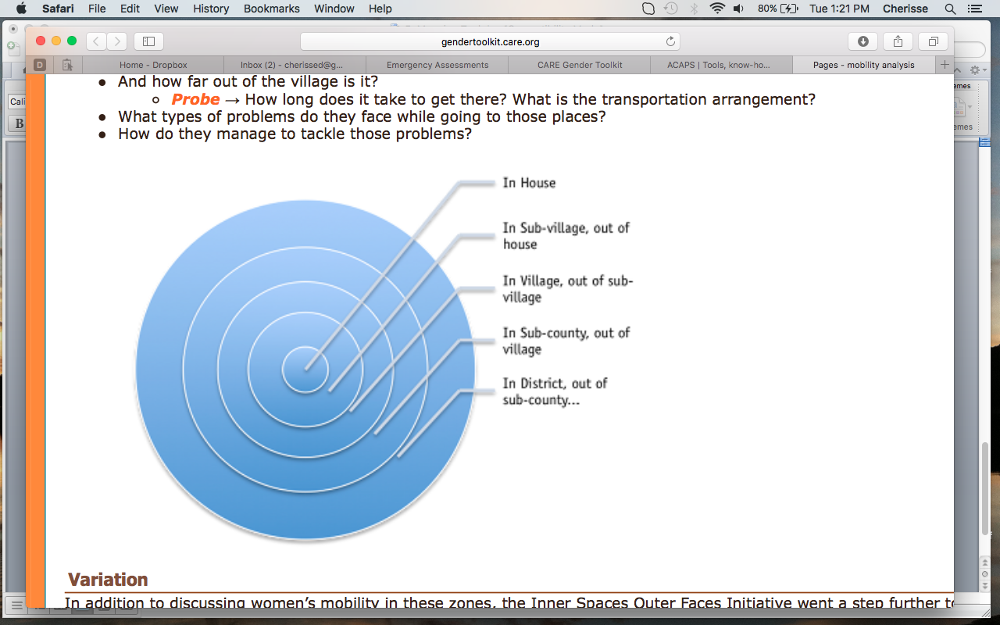 Safari File Edit View History Bookmarks Window Help 80% Tue 1:21 PM Cherisse
gendertoolkit.care.org
D Home - Dropbox Inbox (2) - cherissed@g... Emergency Assessments CARE Gender Toolkit ACAPS | Tools, know-ho... Pages - mobility analysis
• And how far out of the village is it?
o Probe → How long does it take to get there? What is the transportation arrangement?
• What types of problems do they face while going to those places?
• How do they manage to tackle those problems?
Cali
B
emes
emes
In House
In Sub-village, out of
house
In Village, out of sub-
village
In Sub-county, out of
village
In District, out of
sub-county...
Variation
In addition to discussing women's mobility in these zones, the Inner Spaces Outer Faces Initiative went a step further to